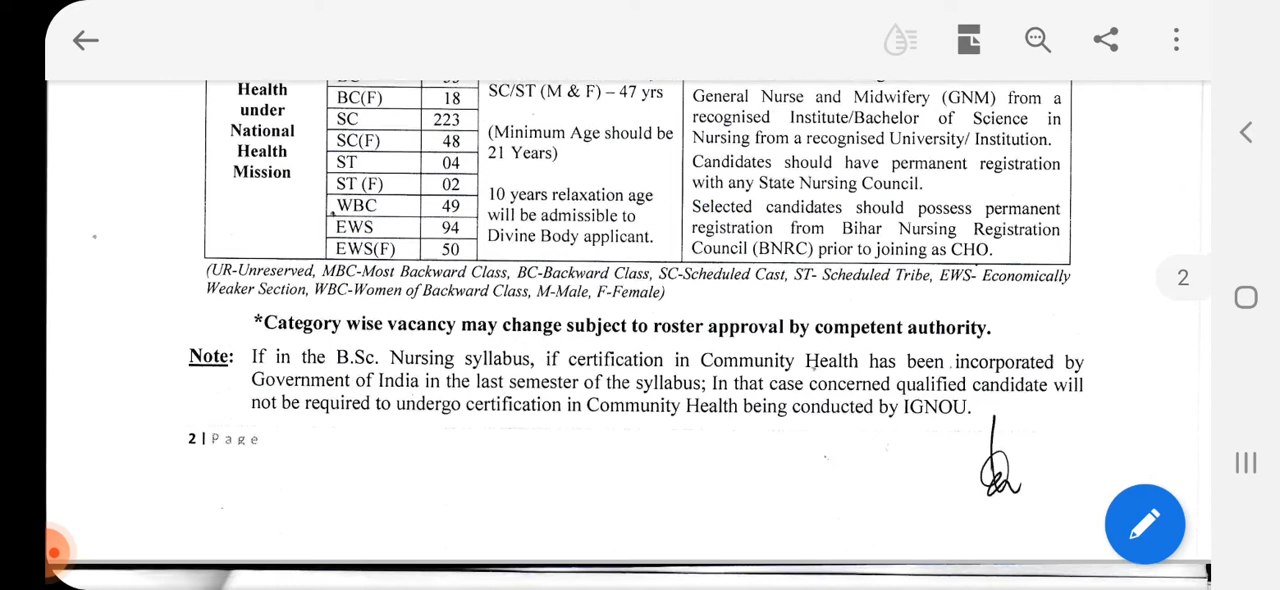 Health
under
National
Health
Mission
BC(F) 18
SC 223
SC(F) 48
ST 04
ST (F) 02
WBC 49
EWS 94
EWS(F) 50
SC/ST (M & F) – 47 yrs
(Minimum Age should be
21 Years)
10 years relaxation age
will be admissible to
Divine Body applicant.
General Nurse and Midwifery (GNM) from a
recognised Institute/Bachelor of Science in
Nursing from a recognised University/ Institution.
Candidates should have permanent registration
with any State Nursing Council.
Selected candidates should possess permanent
registration from Bihar Nursing Registration
Council (BNRC) prior to joining as CHO.
(UR-Unreserved, MBC-Most Backward Class, BC-Backward Class, SC-Scheduled Cast, ST- Scheduled Tribe, EWS- Economically
Weaker Section, WBC-Women of Backward Class, M-Male, F-Female)
*Category wise vacancy may change subject to roster approval by competent authority.
Note: If in the B.Sc. Nursing syllabus, if certification in Community Health has been incorporated by
Government of India in the last semester of the syllabus; In that case concerned qualified candidate will
not be required to undergo certification in Community Health being conducted by IGNOU.
2 | Page
2